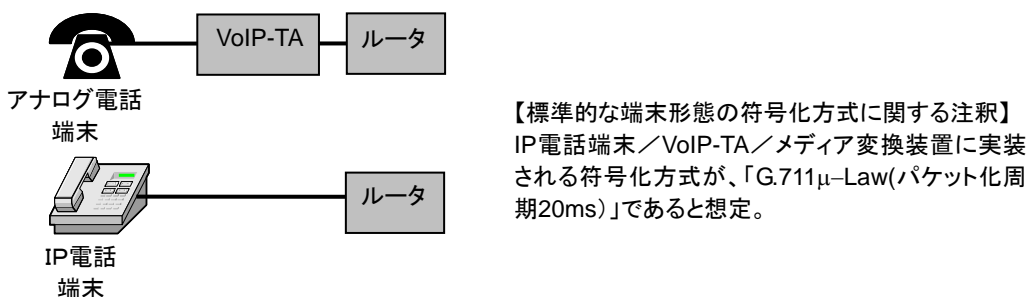 VoIP-TA
ルータ
アナログ電話
端末
ルータ
IP電話
端末
【標準的な端末形態の符号化方式に関する注釈】
IP電話端末／VoIP-TA／メディア変換装置に実装
される符号化方式が、「G.711μ–Law(パケット化周
期20ms）」であると想定。